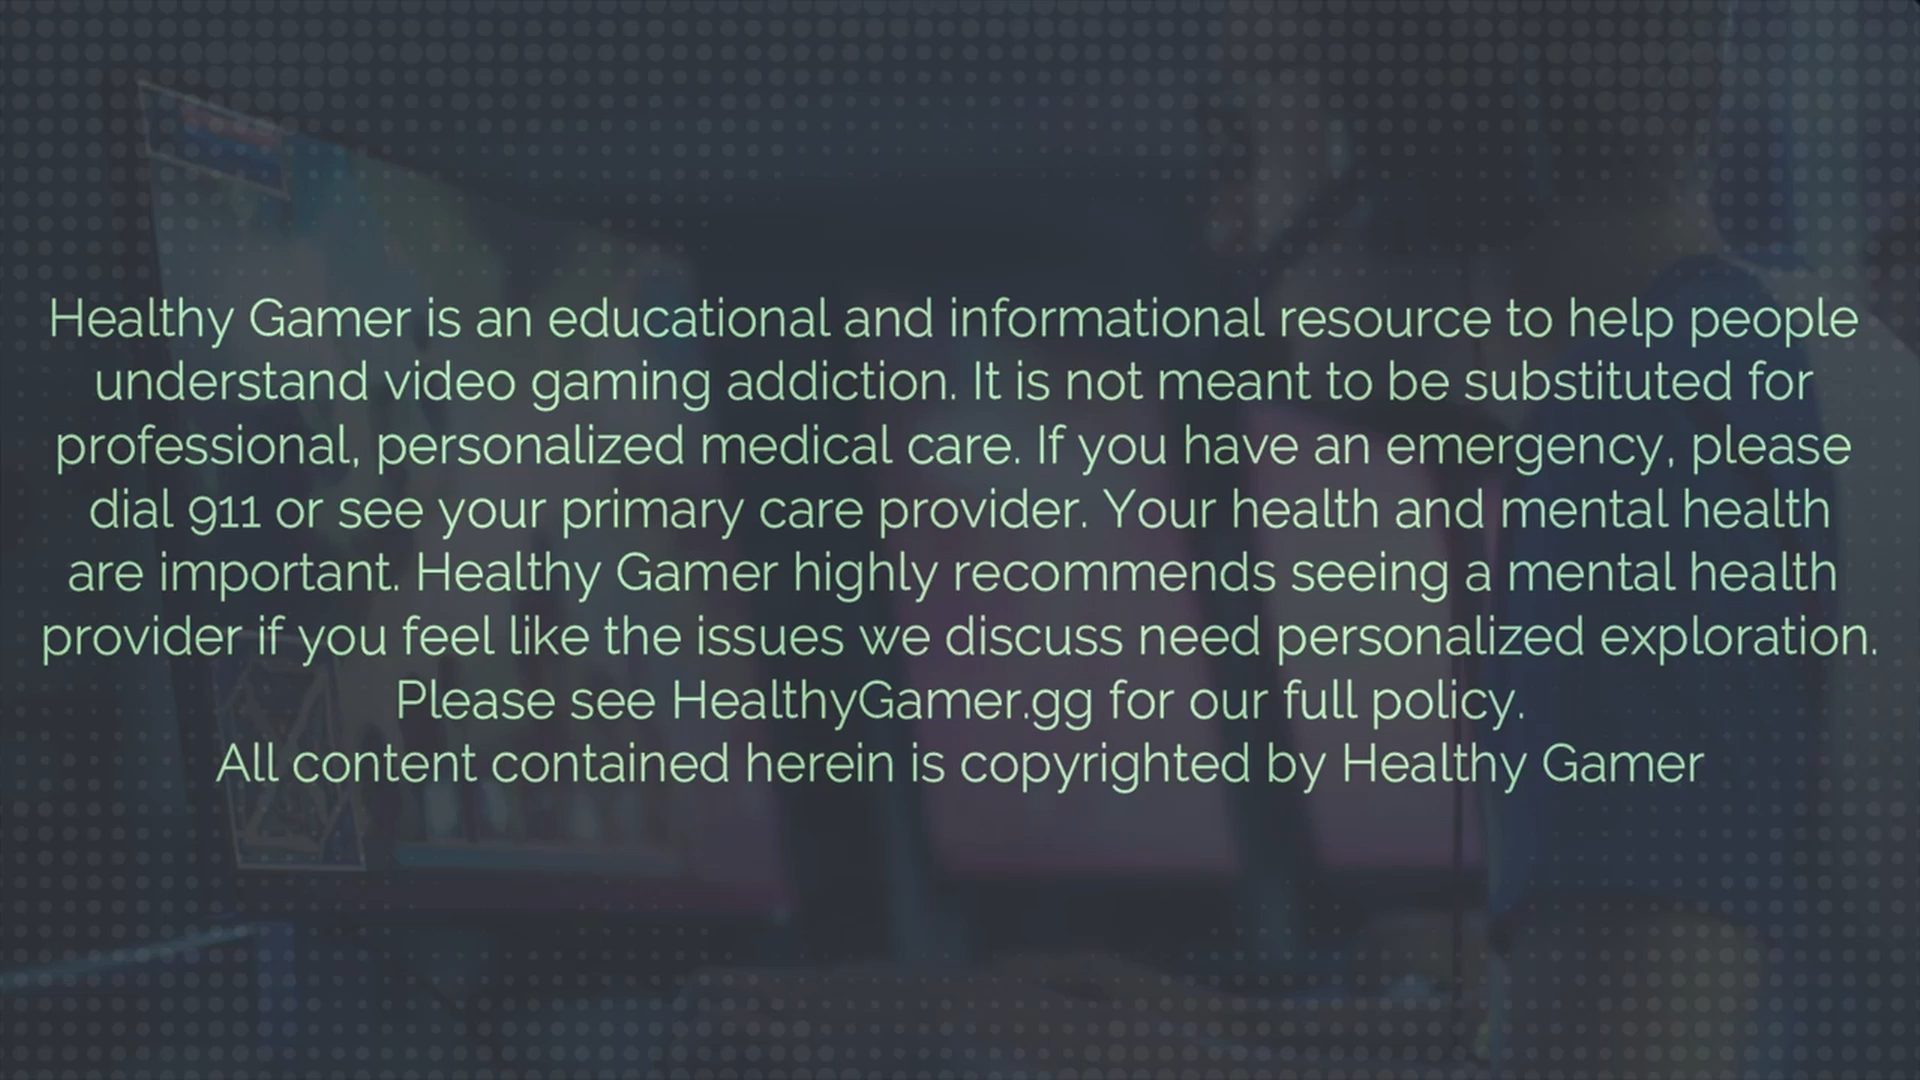 Healthy Gamer is an educational and informational resource to help people
understand video gaming addiction. It is not meant to be substituted for
professional, personalized medical care. If you have an emergency, please
dial 911 or see your primary care provider. Your health and mental health
are important. Healthy Gamer highly recommends seeing a mental health
provider if you feel like the issues we discuss need personalized exploration.
Please see HealthyGamer.gg for our full policy.
All content contained herein is copyrighted by Healthy Gamer